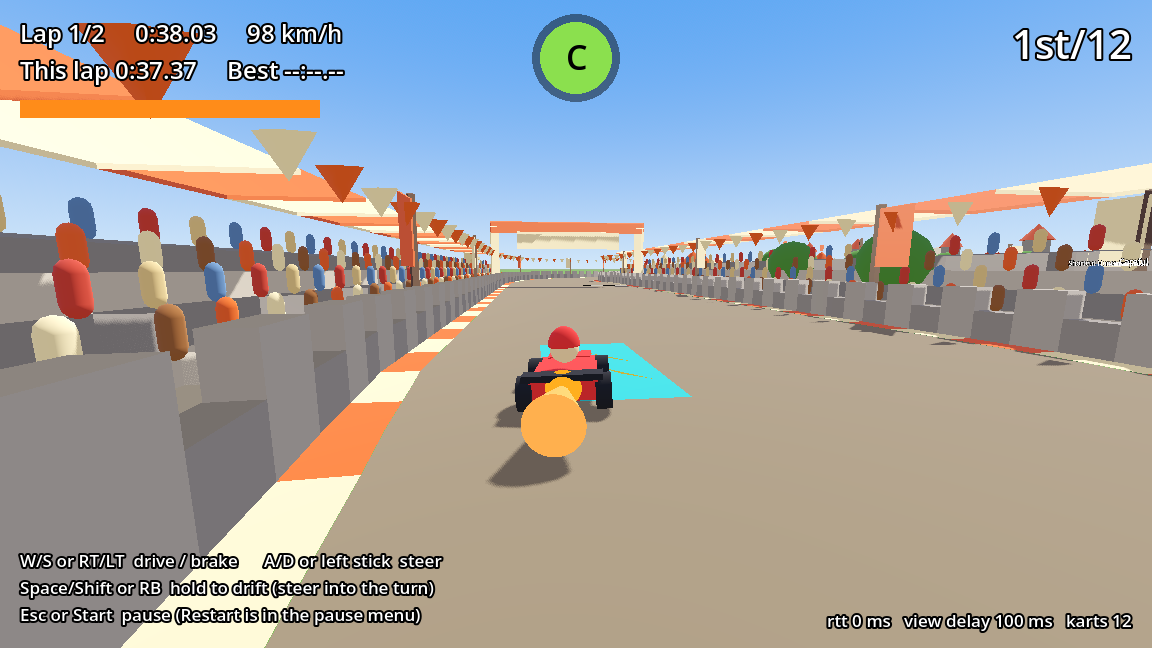 Lap 1/2 0:38.03 98 km/h
This lap 0:37.37 Best --:--.--
C
1st/12
W/S or RT/LT drive / brake A/D or left stick steer
Space/Shift or RB hold to drift (steer into the turn)
Esc or Start pause (Restart is in the pause menu)
rtt 0 ms view delay 100 ms karts 12